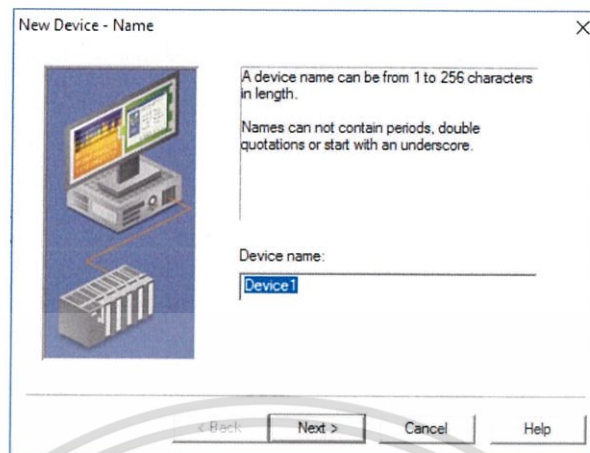 New Device - Name
A device name can be from 1 to 256 characters
in length.
Names can not contain periods, double
quotations or start with an underscore.
Device name:
Device1
< Back
Next >
Cancel
Help